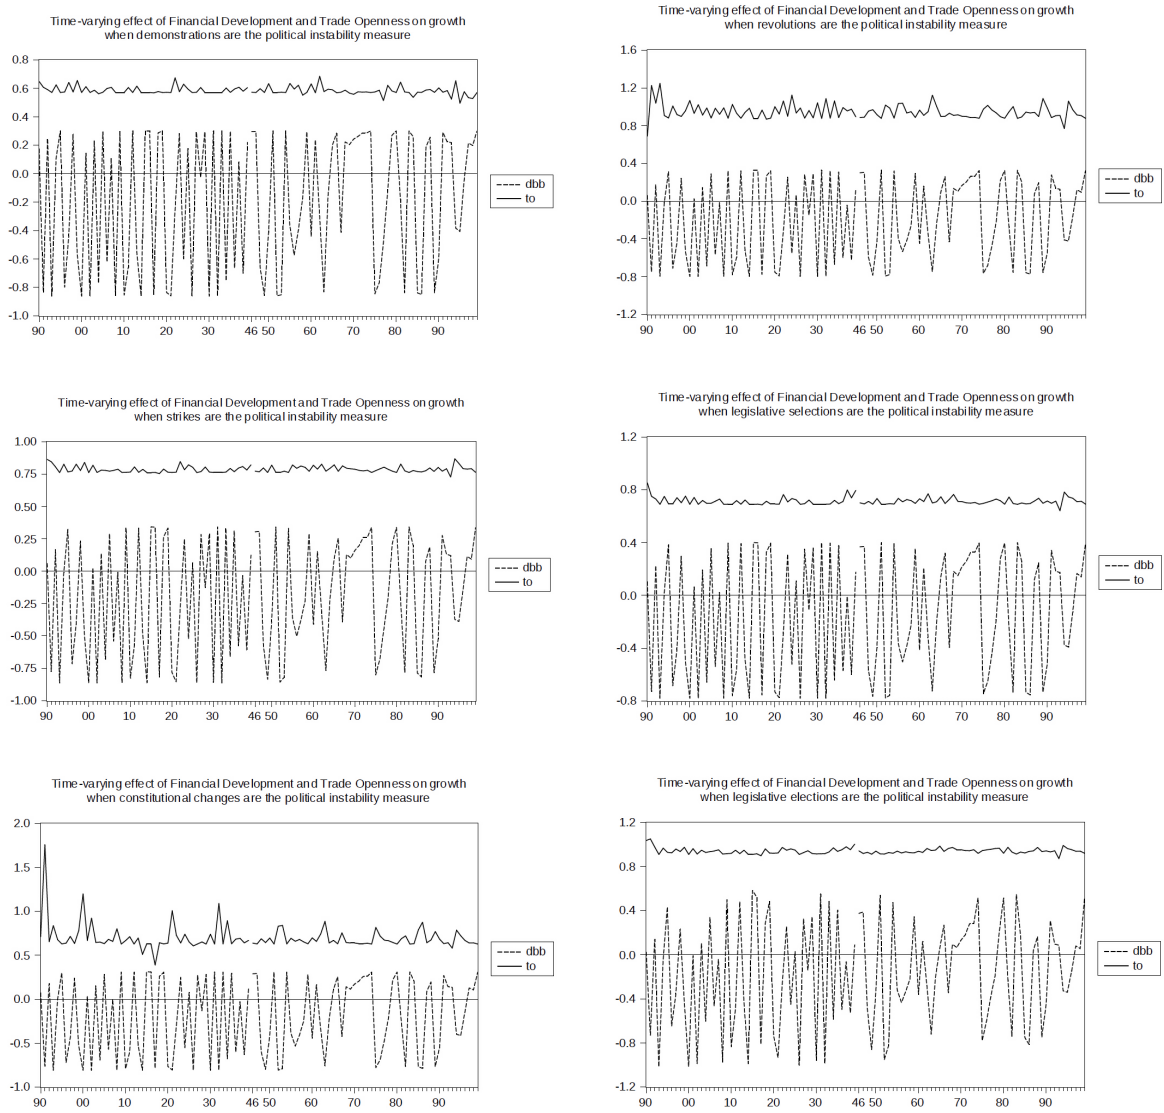 Time-varying effect of Financial Development and Trade Openness on growth
when demonstrations are the political instability measure
0.8
0.6
0.4
0.2
0.0
-0.2
-0.4
-0.6
-0.8
-1.0
90 00 10 20 30 46 50 60 70 80 90
dbb
to
Time-varying effect of Financial Development and Trade Openness on growth
when revolutions are the political instability measure
1.6
1.2
0.8
0.4
0.0
-0.4
-0.8
-1.2
90 00 10 20 30 46 50 60 70 80 90
dbb
to
Time-varying effect of Financial Development and Trade Openness on growth
when strikes are the political instability measure
1.00
0.75
0.50
0.25
0.00
-0.25
-0.50
-0.75
-1.00
90 00 10 20 30 46 50 60 70 80 90
dbb
to
Time-varying effect of Financial Development and Trade Openness on growth
when legislative selections are the political instability measure
1.2
0.8
0.4
0.0
-0.4
-0.8
90 00 10 20 30 46 50 60 70 80 90
dbb
to
Time-varying effect of Financial Development and Trade Openness on growth
when constitutional changes are the political instability measure
2.0
1.5
1.0
0.5
0.0
-0.5
-1.0
90 00 10 20 30 46 50 60 70 80 90
dbb
to
Time-varying effect of Financial Development and Trade Openness on growth
when legislative elections are the political instability measure
1.2
0.8
0.4
0.0
-0.4
-0.8
-1.2
90 00 10 20 30 46 50 60 70 80 90
dbb
to